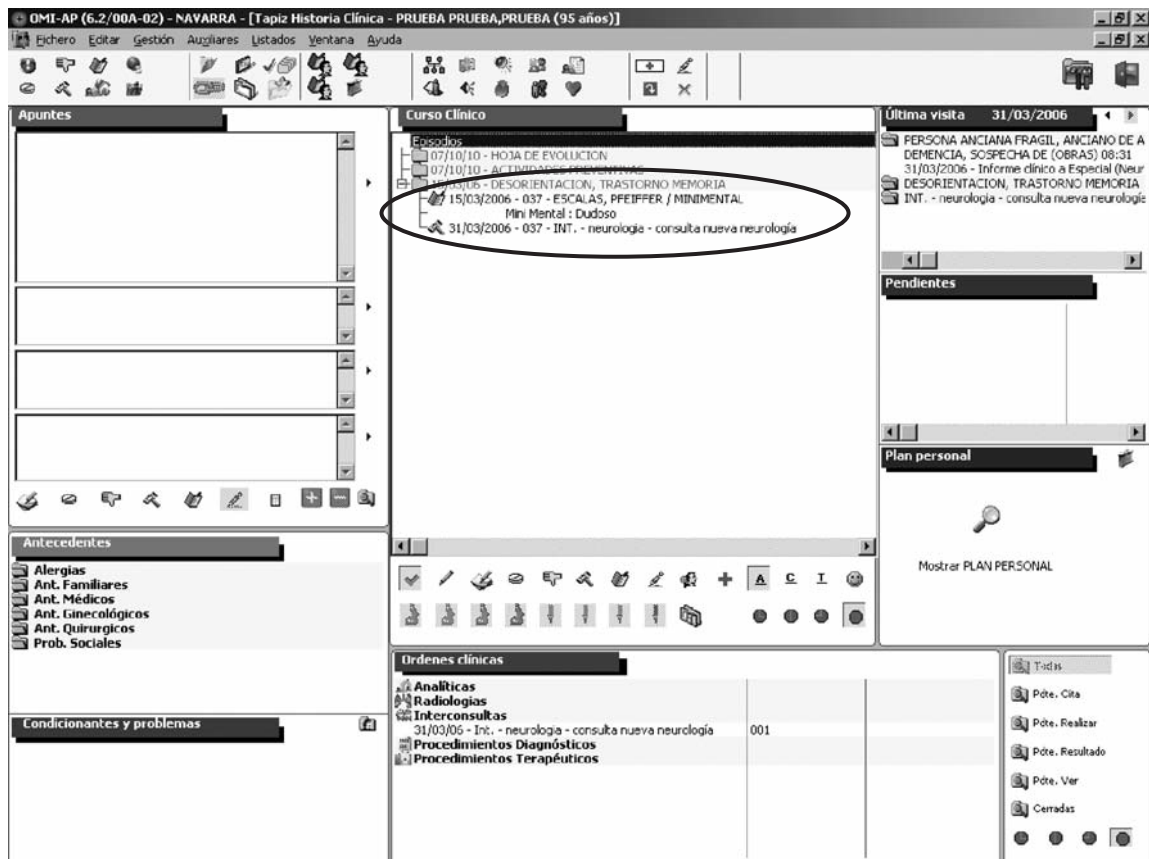 OMI-AP (6.2/00A-02) - NAVARRA - [Tapiz Historia Clínica - PRUEBA PRUEBA,PRUEBA (95 años)]
Fichero Editar Gestión Auxiliares Listados Ventana Ayuda
Apuntes
Antecedentes
Alergias
Ant. Familiares
Ant. Médicos
Ant. Ginecológicos
Ant. Quirurgicos
Prob. Sociales
Condicionantes y problemas
Curso Clínico
Episodios
07/10/10 - HOJA DE EVOLUCION
07/10/10 - ACTIVIDADES PREVENTIVAS
15/03/06 - DESORIENTACION, TRASTORNO MEMORIA
15/03/2006 - 037 - ESCALAS, PFEIFFER / MINIMENTAL
Mini Mental : Dudoso
31/03/2006 - 037 - INT. - neurologia - consulta nueva neurología
A C I
Ordenes clínicas
Analíticas
Radiologias
Interconsultas
31/03/06 - Int. - neurologia - consulta nueva neurología 001
Procedimientos Diagnósticos
Procedimientos Terapéuticos
Última visita 31/03/2006
PERSONA ANCIANA FRAGIL, ANCIANO DE A
DEMENCIA, SOSPECHA DE (OBRAS) 08:31
31/03/2006 - Informe clínico a Especial (Neur
DESORIENTACION, TRASTORNO MEMORIA
INT. - neurologia - consulta nueva neurologíe
Pendientes
Plan personal
Mostrar PLAN PERSONAL
Todas
Pdte. Cita
Pdte. Realizar
Pdte. Resultado
Pdte. Ver
Cerradas